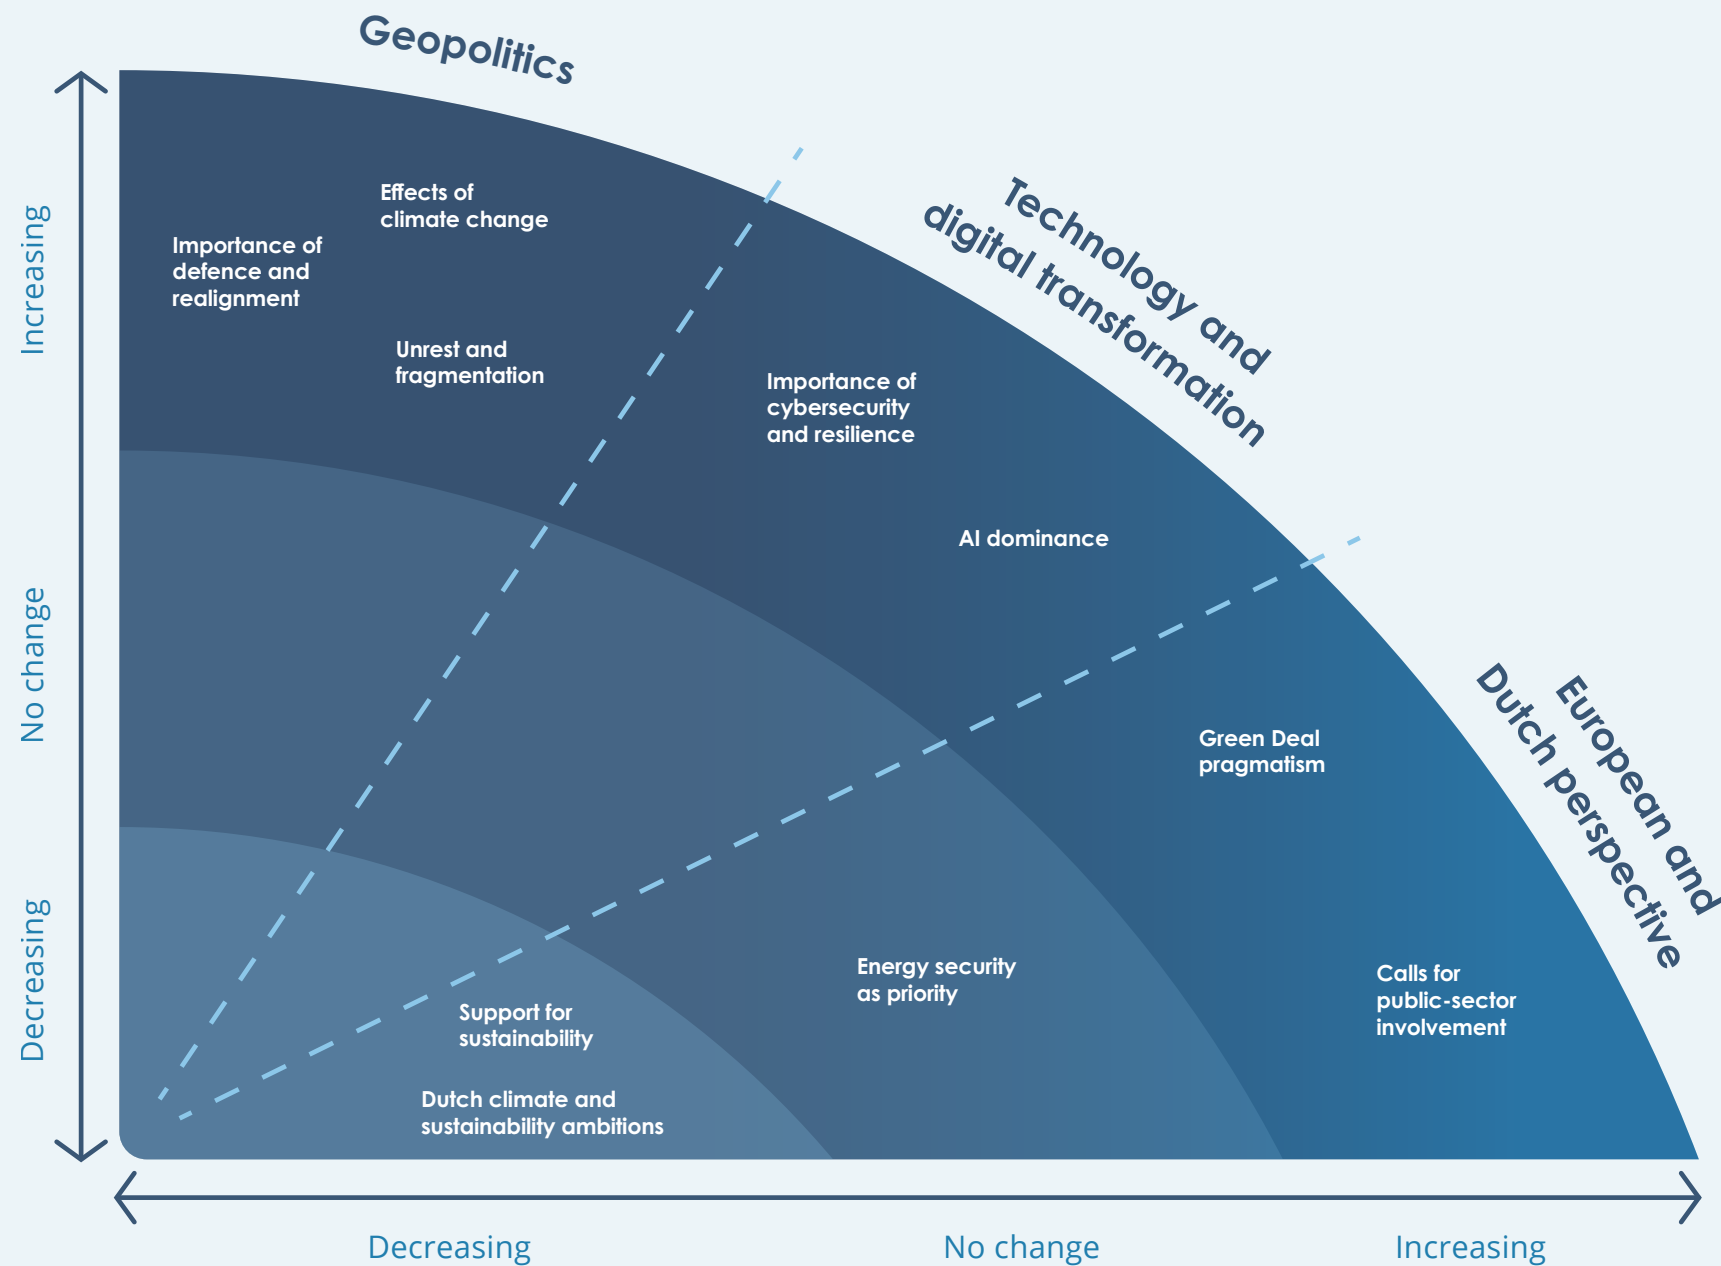 Geopolitics
Technology and
digital transformation
European and
Dutch perspective
Increasing
No change
Decreasing
Effects of
climate change
Importance of
defence and
realignment
Unrest and
fragmentation
Importance of
cybersecurity
and resilience
AI dominance
Green Deal
pragmatism
Energy security
as priority
Calls for
public-sector
involvement
Support for
sustainability
Dutch climate and
sustainability ambitions
Decreasing
No change
Increasing